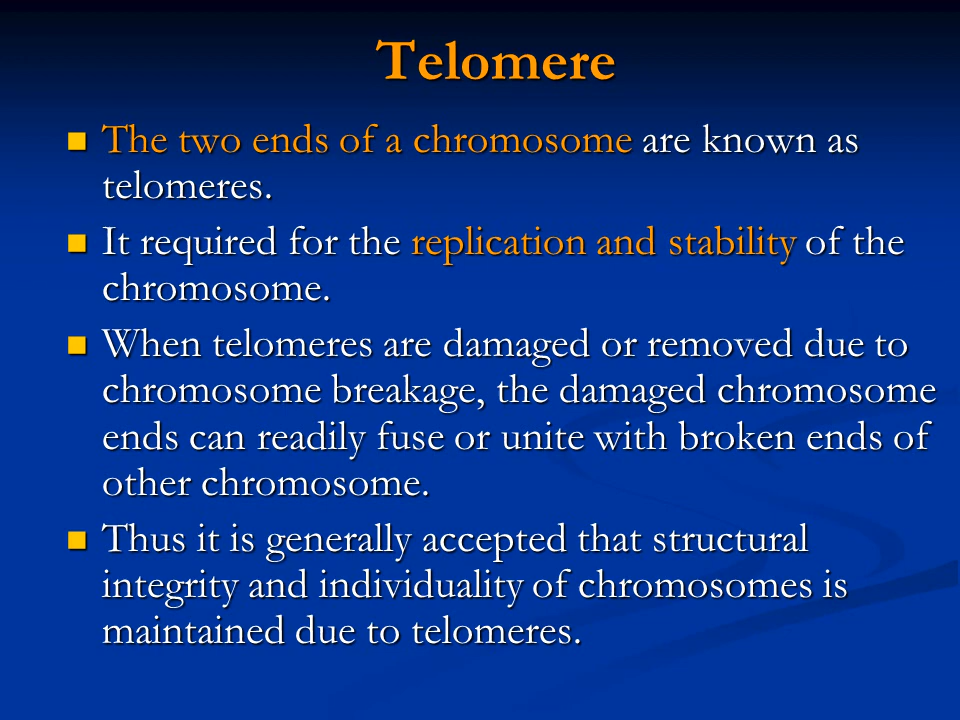 Telomere
The two ends of a chromosome are known as
telomeres.
It required for the replication and stability of the
chromosome.
When telomeres are damaged or removed due to
chromosome breakage, the damaged chromosome
ends can readily fuse or unite with broken ends of
other chromosome.
Thus it is generally accepted that structural
integrity and individuality of chromosomes is
maintained due to telomeres.